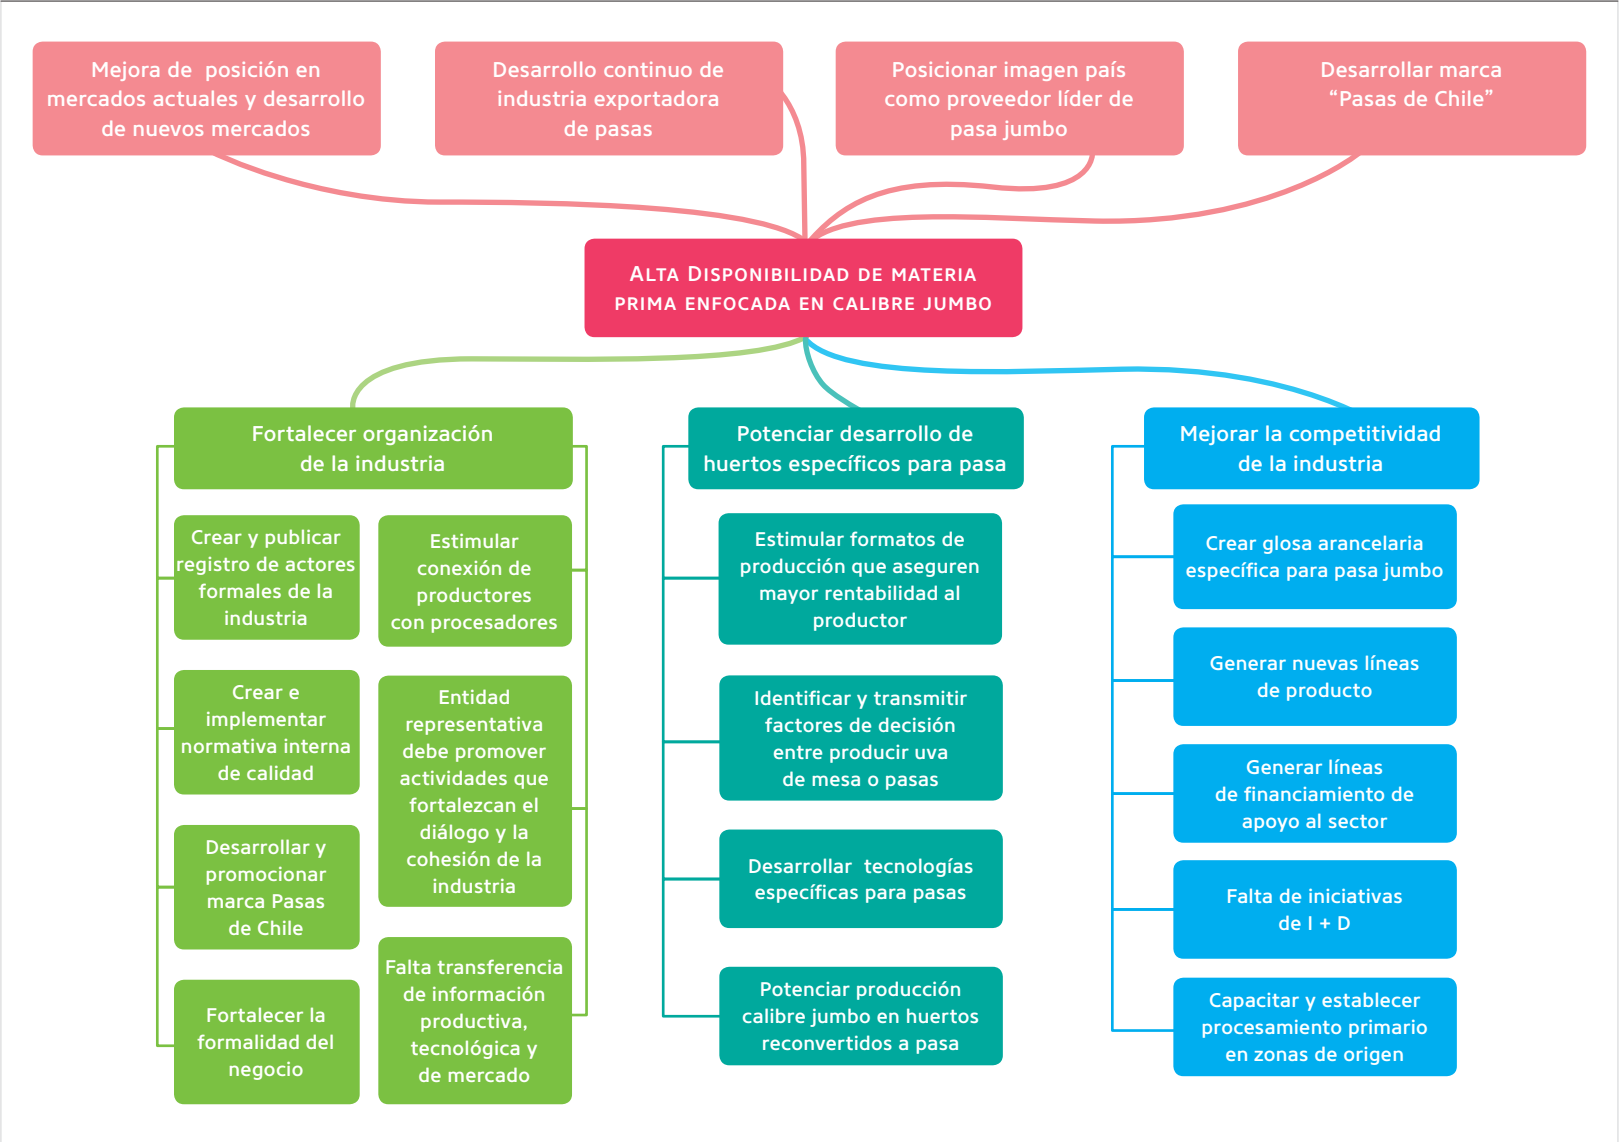 Mejora de posición en
mercados actuales y desarrollo
de nuevos mercados
Desarrollo continuo de
industria exportadora
de pasas
Posicionar imagen país
como proveedor líder de
pasa jumbo
Desarrollar marca
“Pasas de Chile”
Alta Disponibilidad de materia
prima enfocada en calibre jumbo
Fortalecer organización
de la industria
Crear y publicar
registro de actores
formales de la
industria
Crear e
implementar
normativa interna
de calidad
Desarrollar y
promocionar
marca Pasas
de Chile
Fortalecer la
formalidad del
negocio
Estimular
conexión de
productores
con procesadores
Entidad
representativa
debe promover
actividades que
fortalezcan el
diálogo y la
cohesión de la
industria
Falta transferencia
de información
productiva,
tecnológica y
de mercado
Potenciar desarrollo de
huertos específicos para pasa
Estimular formatos de
producción que aseguren
mayor rentabilidad al
productor
Identificar y transmitir
factores de decisión
entre producir uva
de mesa o pasas
Desarrollar tecnologías
específicas para pasas
Potenciar producción
calibre jumbo en huertos
reconvertidos a pasa
Mejorar la competitividad
de la industria
Crear glosa arancelaria
específica para pasa jumbo
Generar nuevas líneas
de producto
Generar líneas
de financiamiento de
apoyo al sector
Falta de iniciativas
de I + D
Capacitar y establecer
procesamiento primario
en zonas de origen